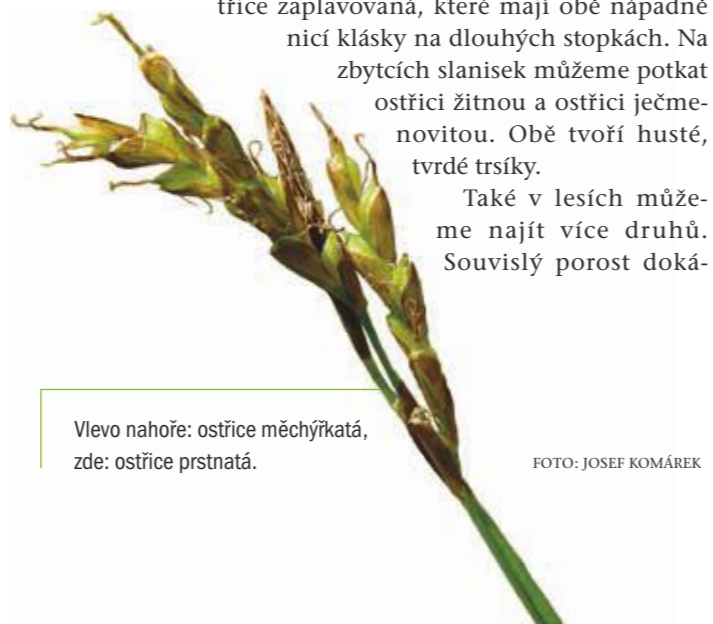 třice zaplavovaná, které mají obě nápadně
nicí klásky na dlouhých stopkách. Na
zbytcích slanisek můžeme potkat
ostřici žitnou a ostřici ječme-
novitou. Obě tvoří husté,
tvrdé trsíky.
Také v lesích může-
me najít více druhů.
Souvislý porost doká-
Vlevo nahoře: ostřice měchýřkatá,
zde: ostřice prstnatá.
FOTO: JOSEF KOMÁREK